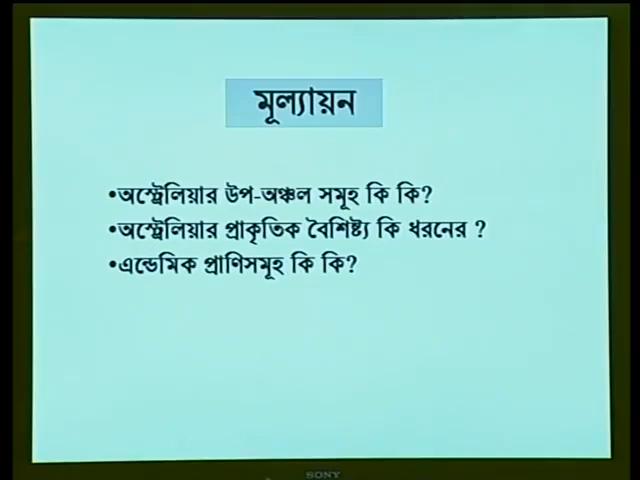 মূল্যায়ন
•অস্ট্রেলিয়ার উপ-অঞ্চল সমূহ কি কি?
•অস্ট্রেলিয়ার প্রাকৃতিক বৈশিষ্ট্য কি ধরনের ?
•এন্ডেমিক প্রাণিসমূহ কি কি?
SONY